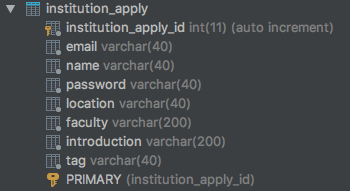 institution_apply
institution_apply_id int(11) (auto increment)
email varchar(40)
name varchar(40)
password varchar(40)
location varchar(40)
faculty varchar(200)
introduction varchar(200)
tag varchar(40)
PRIMARY (institution_apply_id)